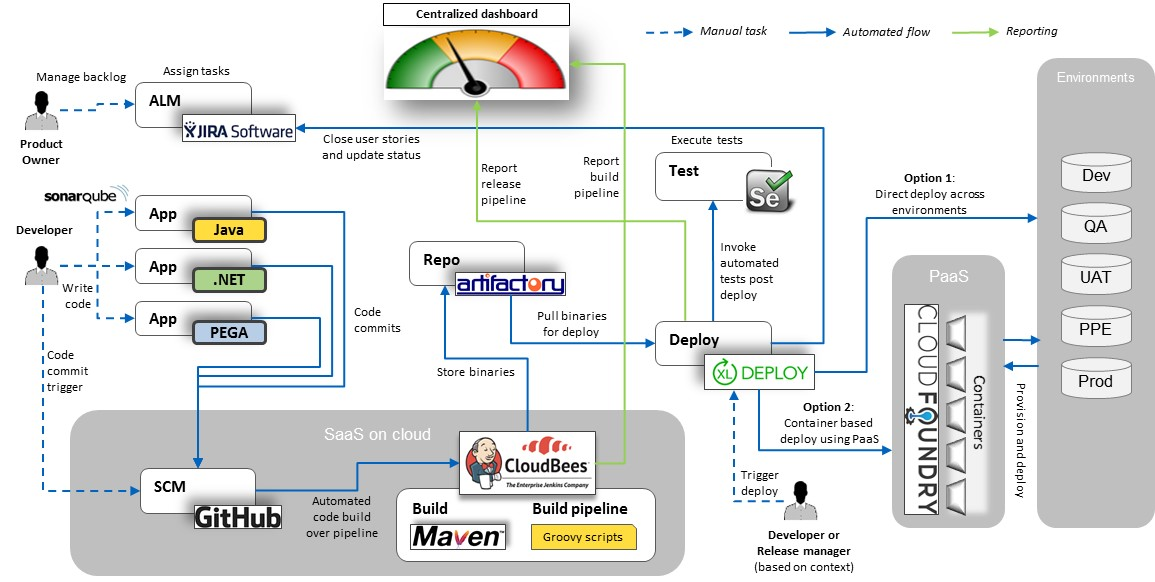 Centralized dashboard
Manual task
Automated flow
Reporting
Manage backlog
Assign tasks
ALM
JIRA Software
Product
Owner
Close user stories
and update status
Execute tests
Test
Se
Report
release
pipeline
Report
build
pipeline
Environments
Dev
QA
UAT
PPE
Prod
Option 1:
Direct deploy across
environments
sonarqube
Developer
App
Java
App
.NET
App
PEGA
Write
code
Code
commits
Code
commit
trigger
Repo
artifactory
Pull binaries
for deploy
Store binaries
Invoke
automated
tests post
deploy
Deploy
XL DEPLOY
PaaS
CLOUD FOUNDRY
Containers
Provision and deploy
Option 2:
Container based
deploy using PaaS
Trigger
deploy
Developer or
Release manager
(based on context)
SaaS on cloud
SCM
GitHub
Automated
code build
over pipeline
CloudBees
The Enterprise Jenkins Company
Build
Maven™
Build pipeline
Groovy scripts